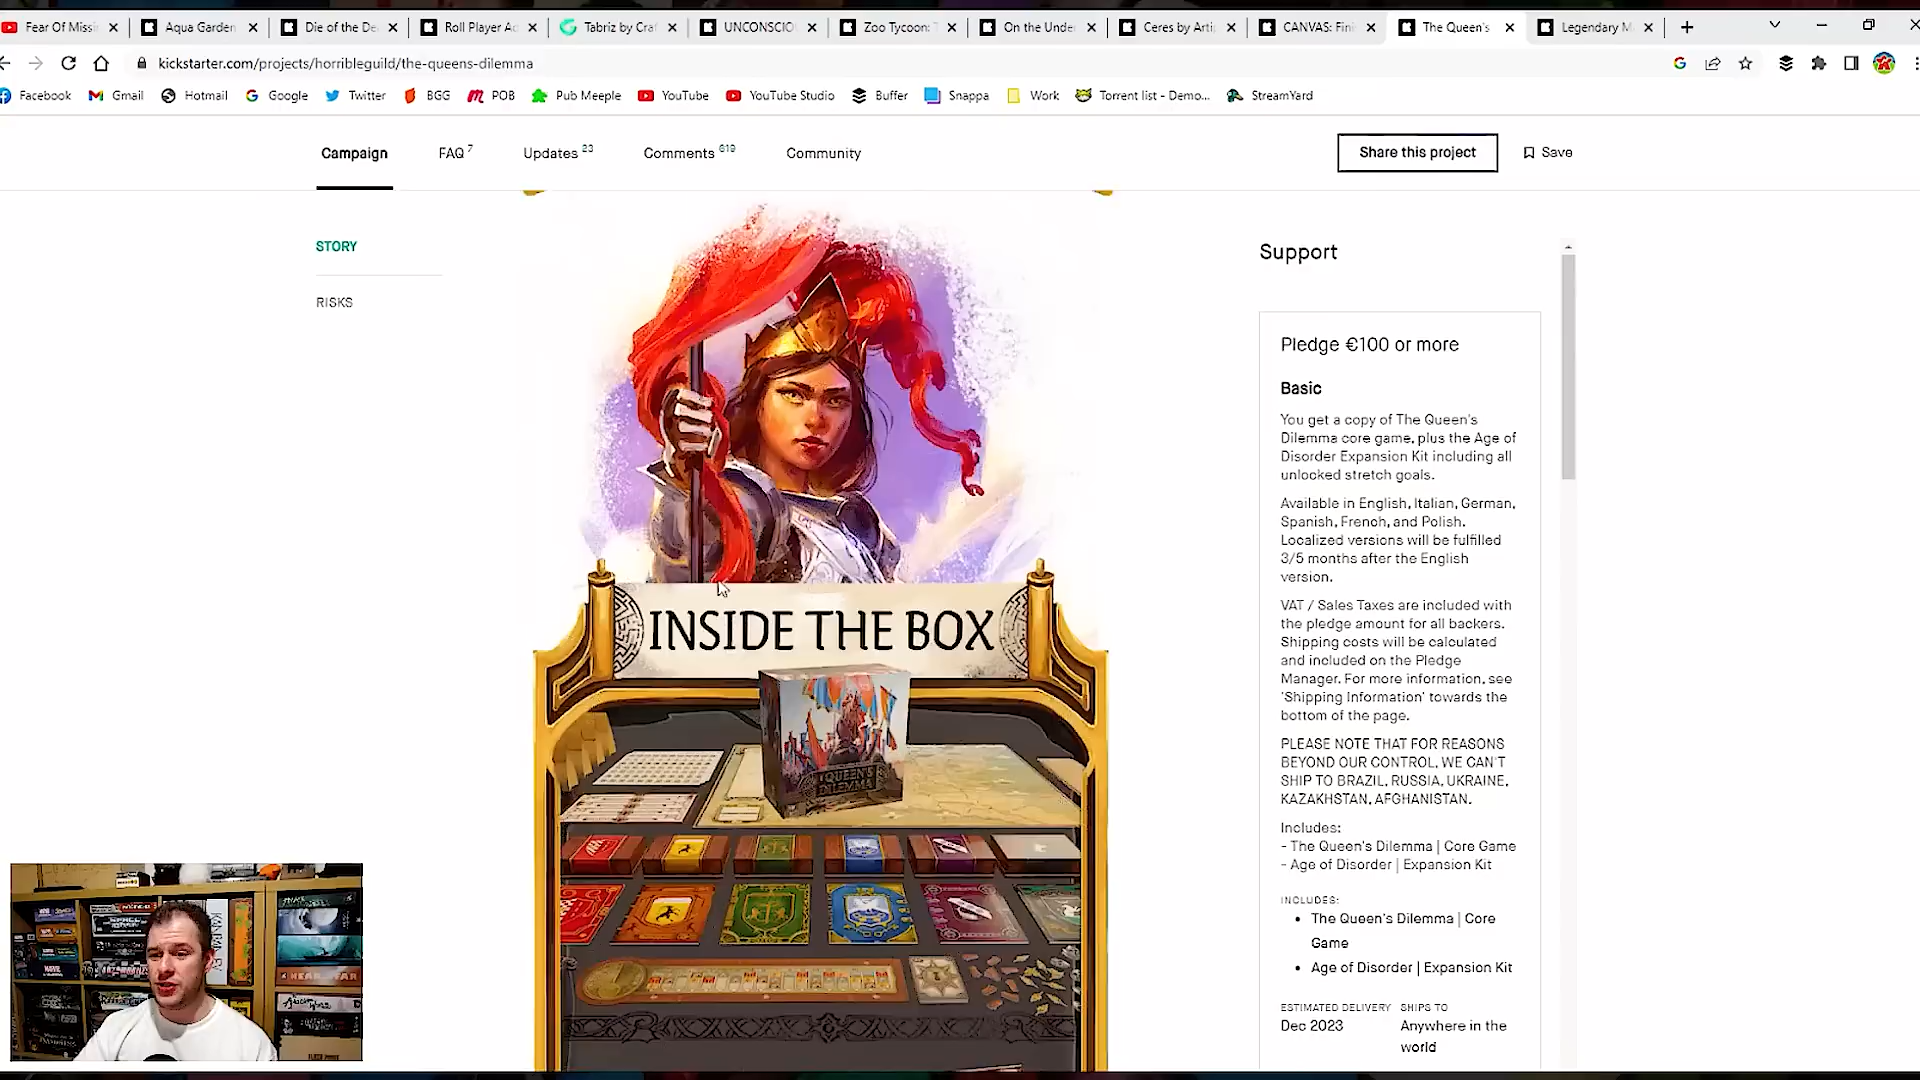 Fear Of Missi
Aqua Garden
Die of the De
Roll Player Ac
Tabriz by Craf
UNCONSCIO
Zoo Tycoon: T
On the Unde
Ceres by Arti
CANVAS: Fini
The Queen's
Legendary M
kickstarter.com/projects/horribleguild/the-queens-dilemma
Facebook
Gmail
Hotmail
Google
Twitter
BGG
POB
Pub Meeple
YouTube
YouTube Studio
Buffer
Snappa
Work
Torrent list - Demo...
StreamYard
Campaign
FAQ 7
Updates 23
Comments 619
Community
Share this project
Save
STORY
RISKS
INSIDE THE BOX
QUEEN'S
DILEMMA
Support
Pledge €100 or more
Basic
You get a copy of The Queen's
Dilemma core game, plus the Age of
Disorder Expansion Kit including all
unlocked stretch goals.
Available in English, Italian, German,
Spanish, French, and Polish.
Localized versions will be fulfilled
3/5 months after the English
version.
VAT / Sales Taxes are included with
the pledge amount for all backers.
Shipping costs will be calculated
and included on the Pledge
Manager. For more information, see
'Shipping Information' towards the
bottom of the page.
PLEASE NOTE THAT FOR REASONS
BEYOND OUR CONTROL, WE CAN'T
SHIP TO BRAZIL, RUSSIA, UKRAINE,
KAZAKHSTAN, AFGHANISTAN.
Includes:
- The Queen's Dilemma | Core Game
- Age of Disorder | Expansion Kit
INCLUDES:
• The Queen's Dilemma | Core
Game
• Age of Disorder | Expansion Kit
ESTIMATED DELIVERY
Dec 2023
SHIPS TO
Anywhere in the
world